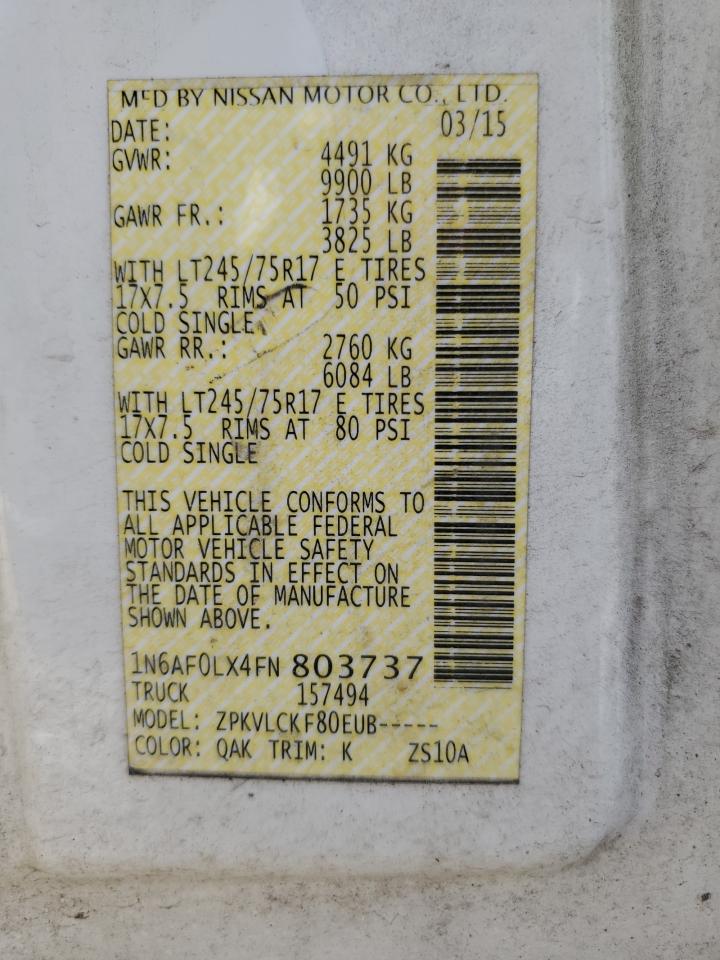 MFD BY NISSAN MOTOR CO., LTD.
DATE: 03/15
GVWR: 4491 KG
9900 LB
GAWR FR.: 1735 KG
3825 LB
WITH LT245/75R17 E TIRES
17X7.5 RIMS AT 50 PSI
COLD SINGLE
GAWR RR.: 2760 KG
6084 LB
WITH LT245/75R17 E TIRES
17X7.5 RIMS AT 80 PSI
COLD SINGLE
THIS VEHICLE CONFORMS TO
ALL APPLICABLE FEDERAL
MOTOR VEHICLE SAFETY
STANDARDS IN EFFECT ON
THE DATE OF MANUFACTURE
SHOWN ABOVE.
1N6AF0LX4FN 803737
TRUCK 157494
MODEL: ZPKVLCKF80EUB-----
COLOR: QAK TRIM: K ZS10A